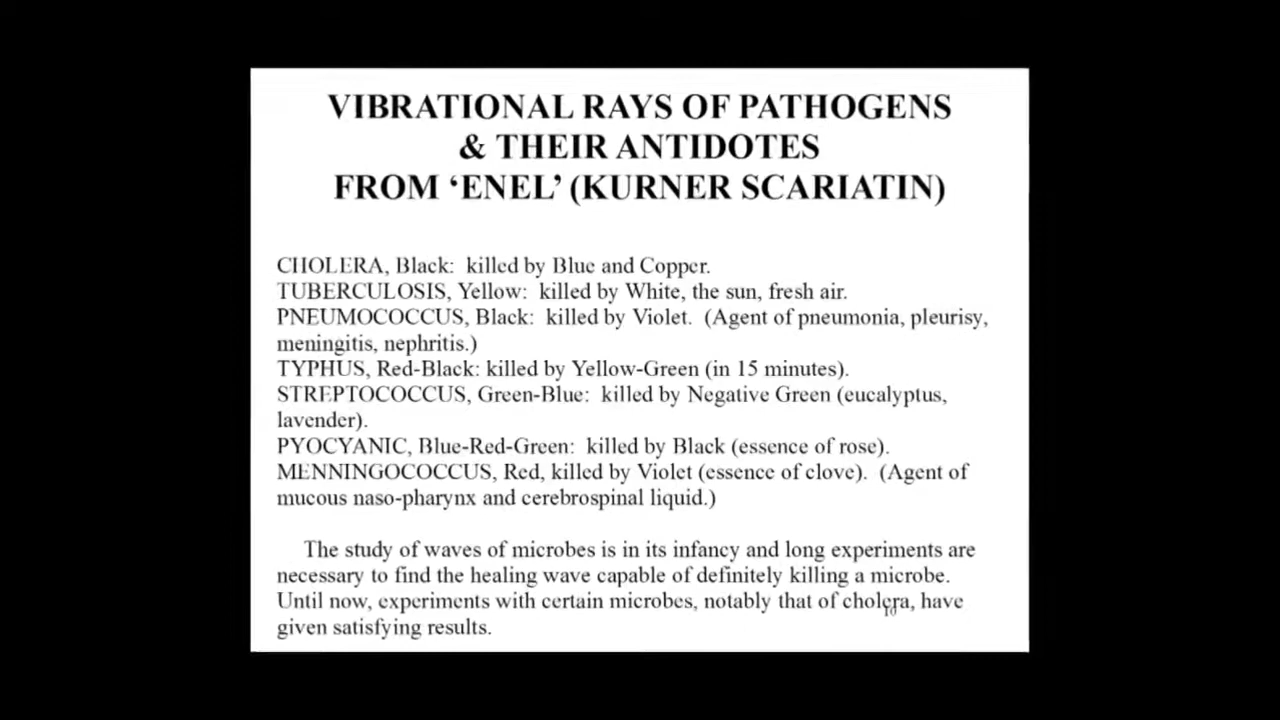 VIBRATIONAL RAYS OF PATHOGENS
& THEIR ANTIDOTES
FROM ‘ENEL’ (KURNER SCARIATIN)
CHOLERA, Black:  killed by Blue and Copper.
TUBERCULOSIS, Yellow:  killed by White, the sun, fresh air.
PNEUMOCOCCUS, Black:  killed by Violet.  (Agent of pneumonia, pleurisy,
meningitis, nephritis.)
TYPHUS, Red-Black: killed by Yellow-Green (in 15 minutes).
STREPTOCOCCUS, Green-Blue:  killed by Negative Green (eucalyptus,
lavender).
PYOCYANIC, Blue-Red-Green:  killed by Black (essence of rose).
MENNINGOCOCCUS, Red, killed by Violet (essence of clove).  (Agent of
mucous naso-pharynx and cerebrospinal liquid.)
The study of waves of microbes is in its infancy and long experiments are
necessary to find the healing wave capable of definitely killing a microbe.
Until now, experiments with certain microbes, notably that of cholera, have
given satisfying results.
10